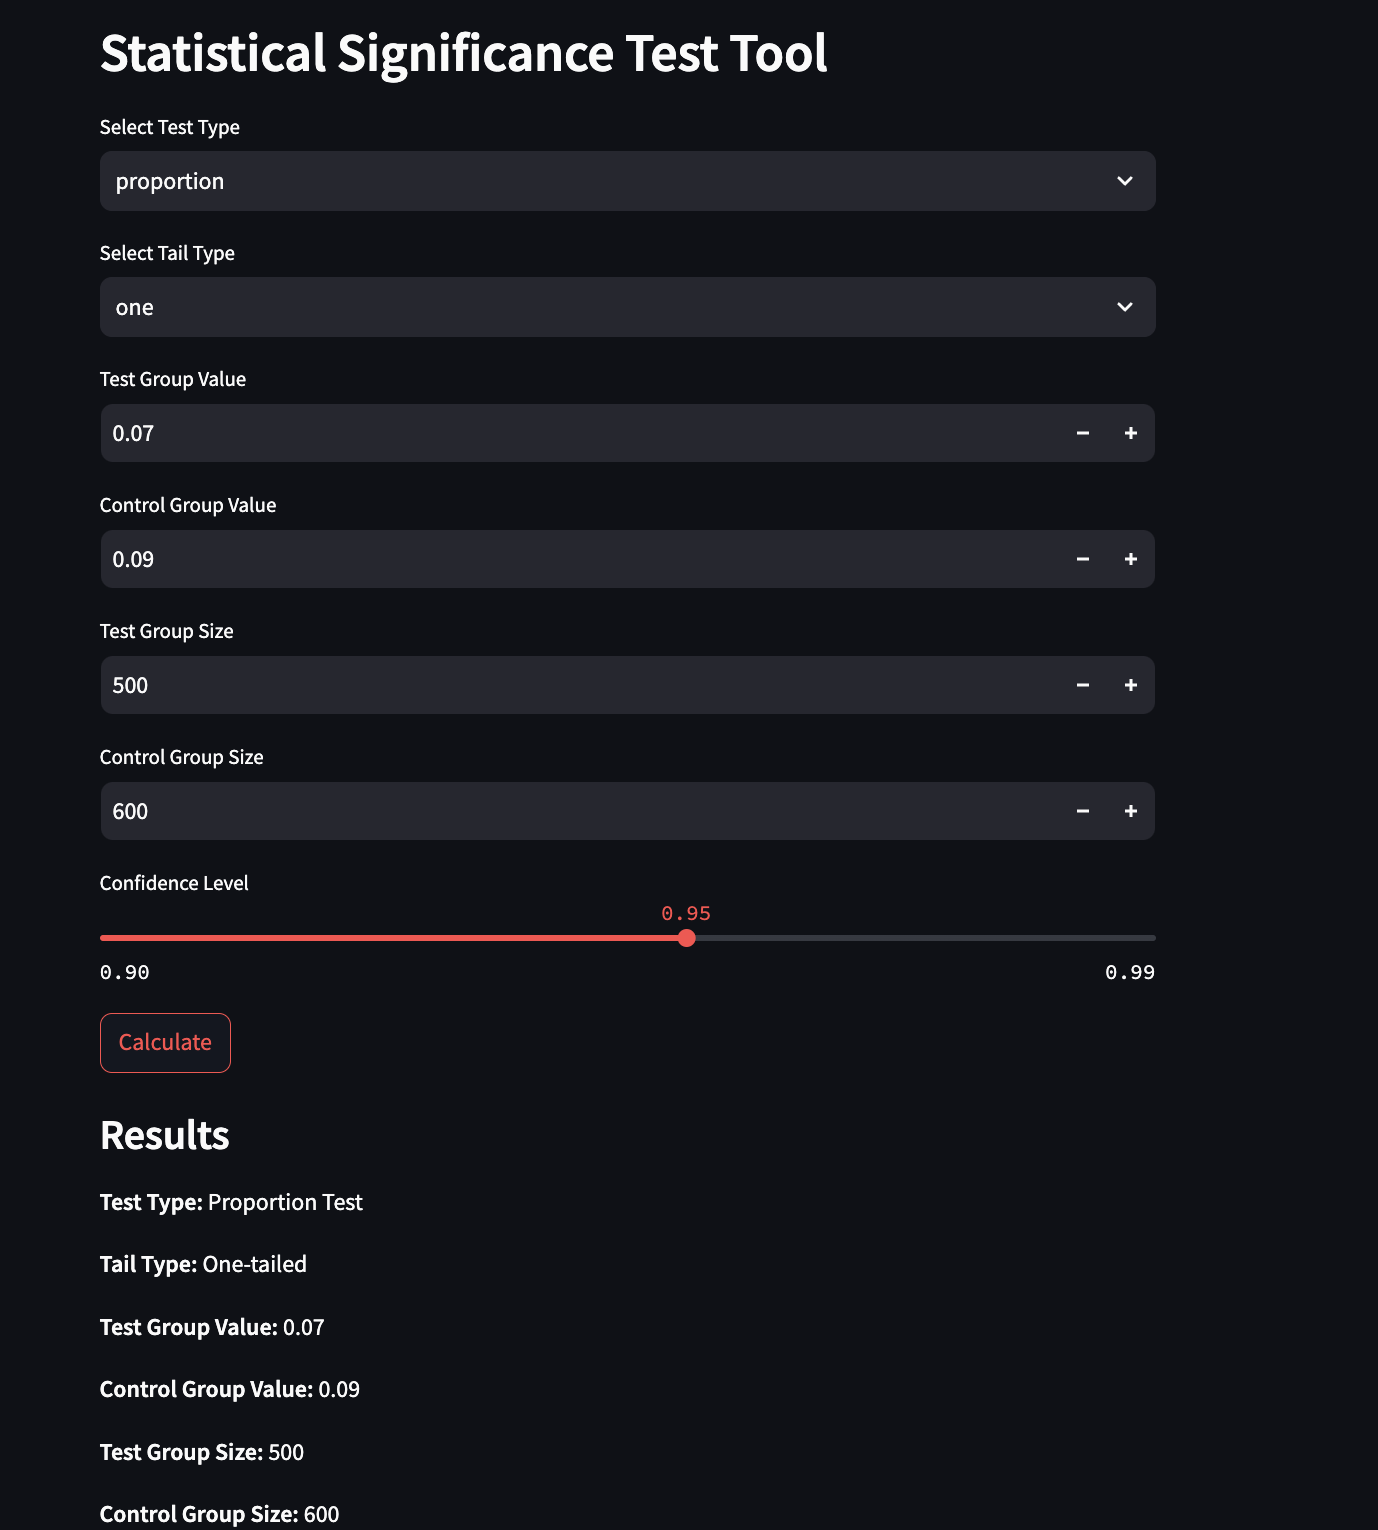 Statistical Significance Test Tool
Select Test Type
proportion
Select Tail Type
one
Test Group Value
0.07
Control Group Value
0.09
Test Group Size
500
Control Group Size
600
Confidence Level
0.95
0.90 0.99
Calculate
Results
Test Type: Proportion Test
Tail Type: One-tailed
Test Group Value: 0.07
Control Group Value: 0.09
Test Group Size: 500
Control Group Size: 600